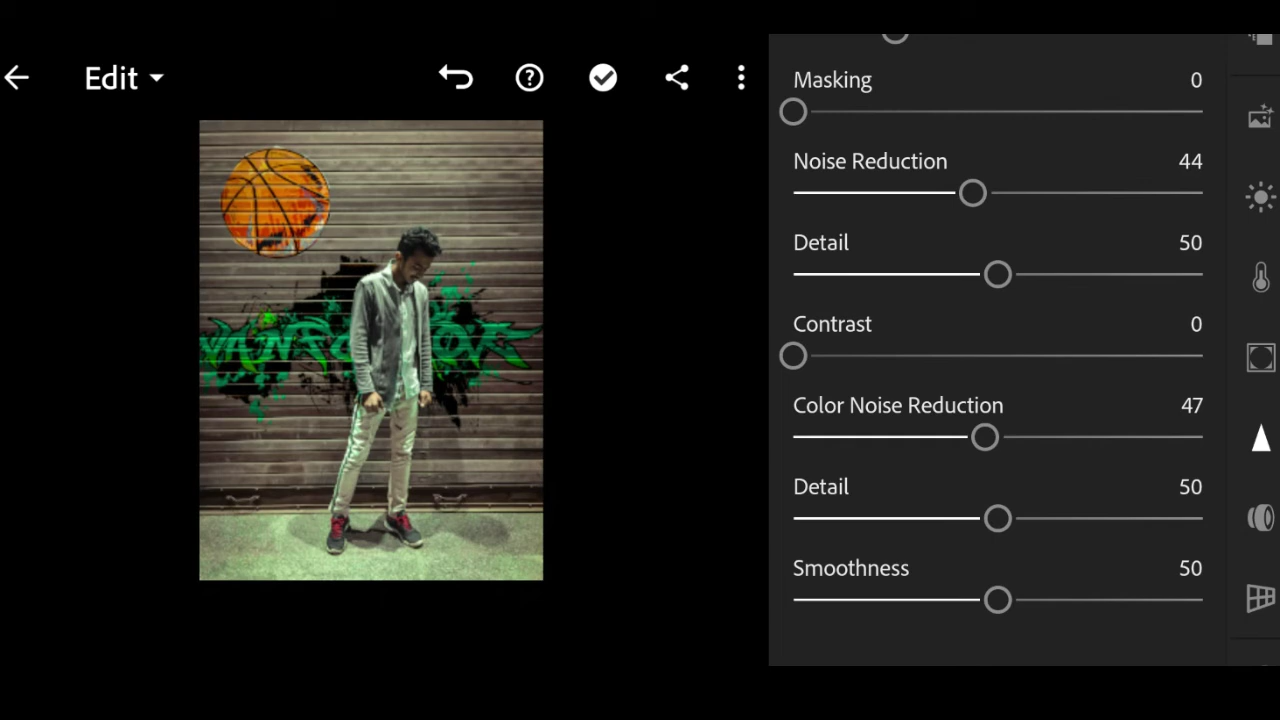 Edit
Masking 0
Noise Reduction 44
Detail 50
Contrast 0
Color Noise Reduction 47
Detail 50
Smoothness 50